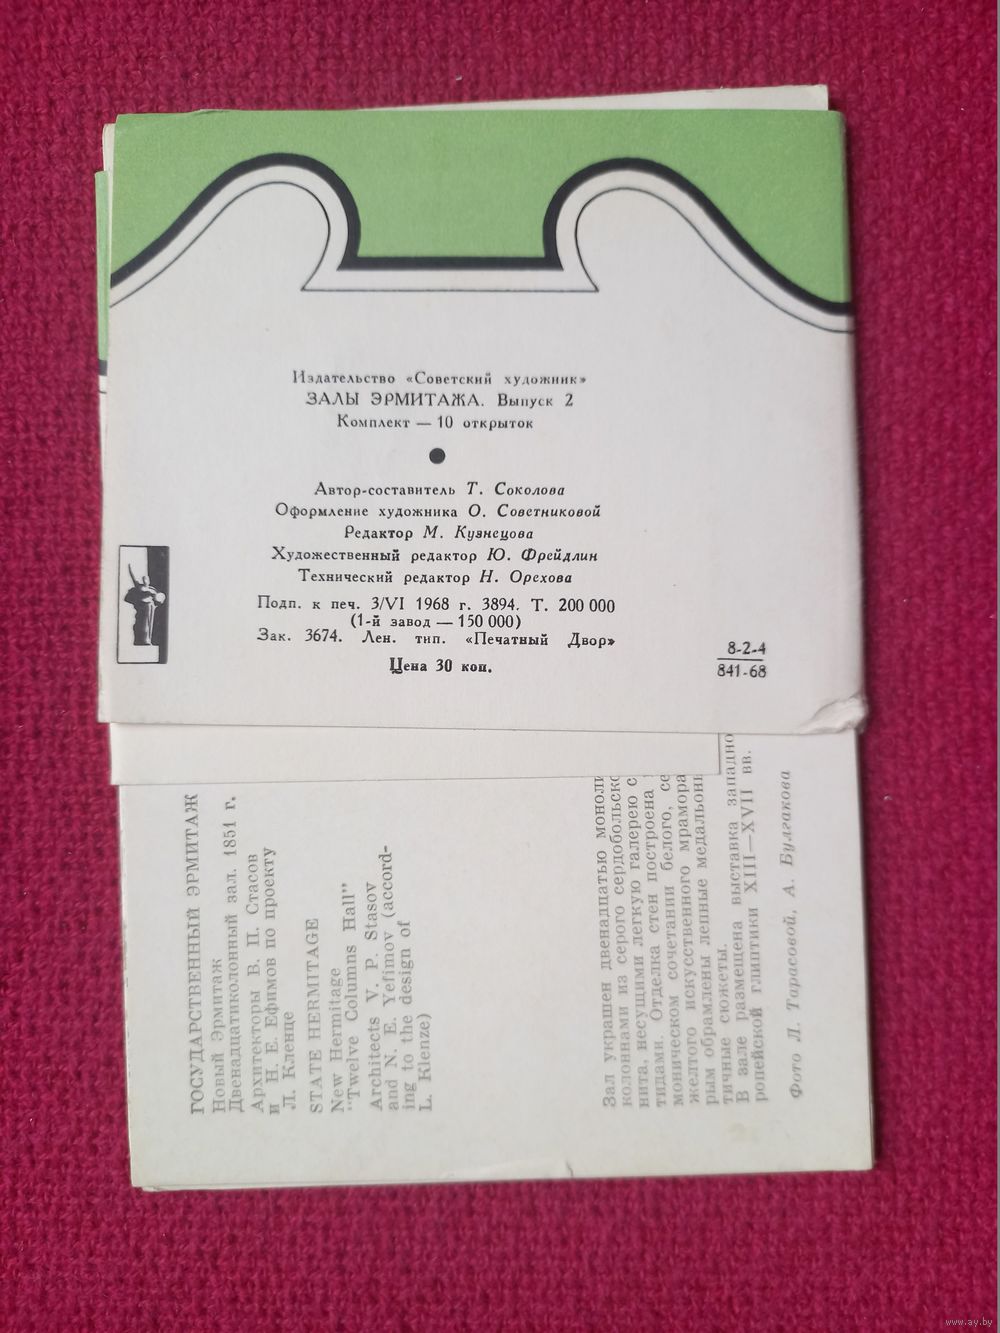 Издательство «Советский художник»
ЗАЛЫ ЭРМИТАЖА. Выпуск 2
Комплект — 10 открыток
Автор-составитель Т. Соколова
Оформление художника О. Советниковой
Редактор М. Кузнецова
Художественный редактор Ю. Фрейдлин
Технический редактор Н. Орехова
Подп. к печ. 3/VI 1968 г. 3894. Т. 200 000
(1-й завод — 150 000)
Зак. 3674. Лен. тип. «Печатный Двор»
Цена 30 коп.
8-2-4
841-68
ГОСУДАРСТВЕННЫЙ ЭРМИТАЖ
Новый Эрмитаж
Двенадцатиколонный зал. 1851 г.
Архитекторы В. П. Стасов
и Н. Е. Ефимов по проекту
Л. Кленце
STATE HERMITAGE
New Hermitage
"Twelve Columns Hall"
Architects V. P. Stasov
and N. E. Yefimov (accord-
ing to the design of
L. Klenze)
Зал украшен двенадцатью
колоннами из серого
нита, несущими легкую галерею с
тидами. Отделка стен построена
моническом сочетании белого,
желтого искусственного мрамора
рым обрамлены лепные
тичные сюжеты.
В зале размещена выставка
ропейской глиптики XIII—XVII вв.
Фото Л. Тарасовой, А. Булгакова
www.ay.by